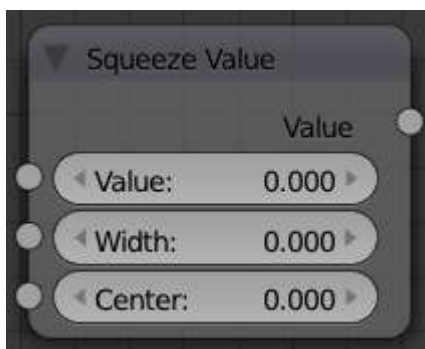 Squeeze Value
Value
Value: 0.000
Width: 0.000
Center: 0.000